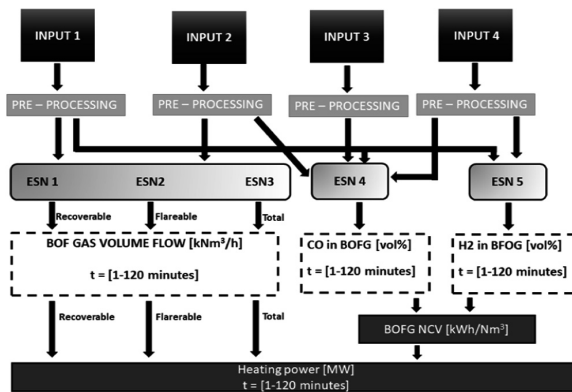 INPUT 1
INPUT 2
INPUT 3
INPUT 4
PRE – PROCESSING
PRE – PROCESSING
PRE – PROCESSING
PRE – PROCESSING
ESN 1
ESN2
ESN3
ESN 4
ESN 5
Recoverable
Flareable
Total
BOF GAS VOLUME FLOW [kNm³/h]
t = [1-120 minutes]
CO in BOFG [vol%]
t = [1-120 minutes]
H2 in BFOG [vol%]
t = [1-120 minutes]
Recoverable
Flarerable
Total
BOFG NCV [kWh/Nm³]
Heating power [MW]
t = [1-120 minutes]